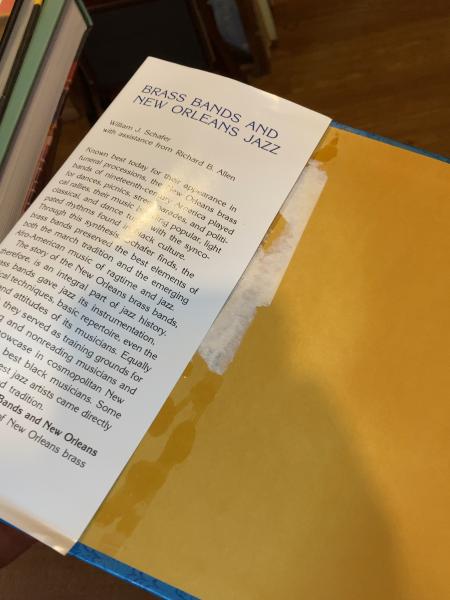 BRASS BANDS AND
NEW ORLEANS JAZZ
William J. Schafer
with assistance from Richard B. Allen
Known best today for their appearance in
funeral processions, the New Orleans brass
bands of nineteenth-century America played
for dances, picnics, street parades, and politi-
cal rallies, their music blending popular, light
classical, and dance tunes with the synco-
pated rhythms found in black culture.
Through this synthesis, Schafer finds, the
brass bands preserved the best elements of
both the march tradition and the emerging
Afro-American music of ragtime and jazz.
The story of the New Orleans brass bands,
therefore, is an integral part of jazz history.
ass bands gave jazz its instrumentation,
ical techniques, basic repertoire, even the
and attitudes of its musicians. Equally
they served as training grounds for
and nonreading musicians and
showcase in cosmopolitan New
best black musicians. Some
est jazz artists came directly
d tradition.
Bands and New Orleans
of New Orleans brass